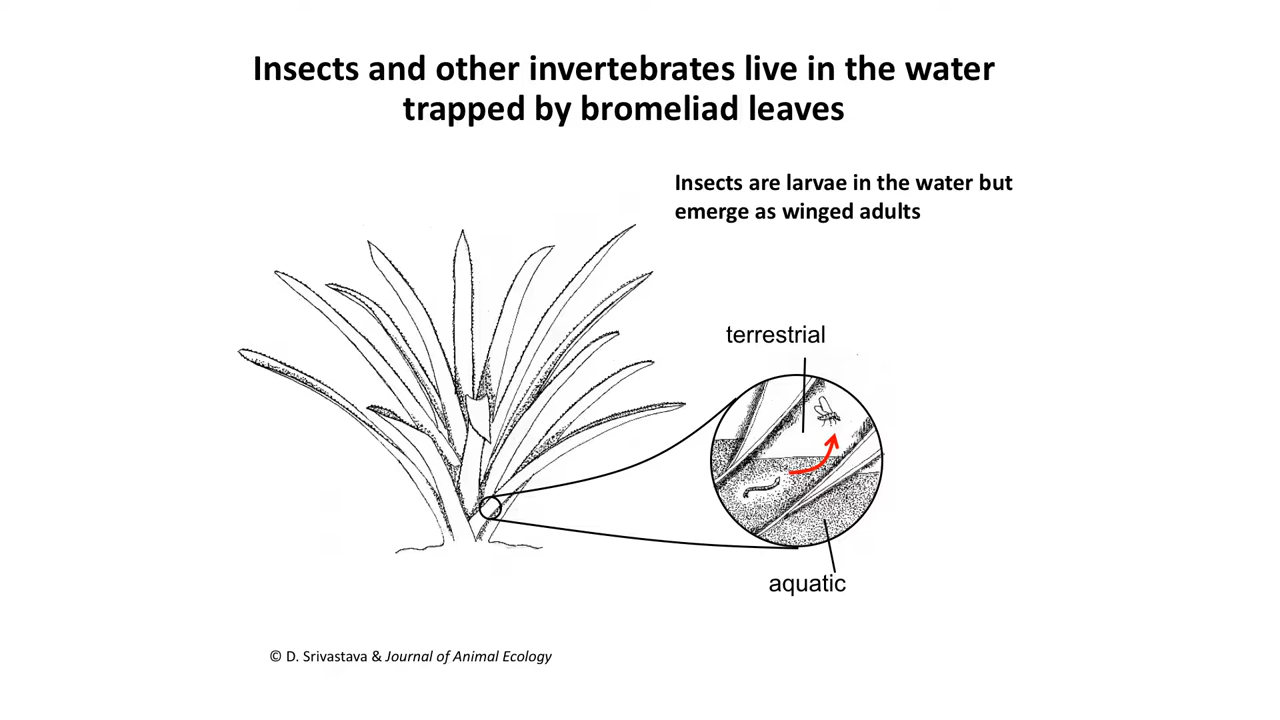 Insects and other invertebrates live in the water
trapped by bromeliad leaves
Insects are larvae in the water but
emerge as winged adults
terrestrial
aquatic
© D. Srivastava & Journal of Animal Ecology